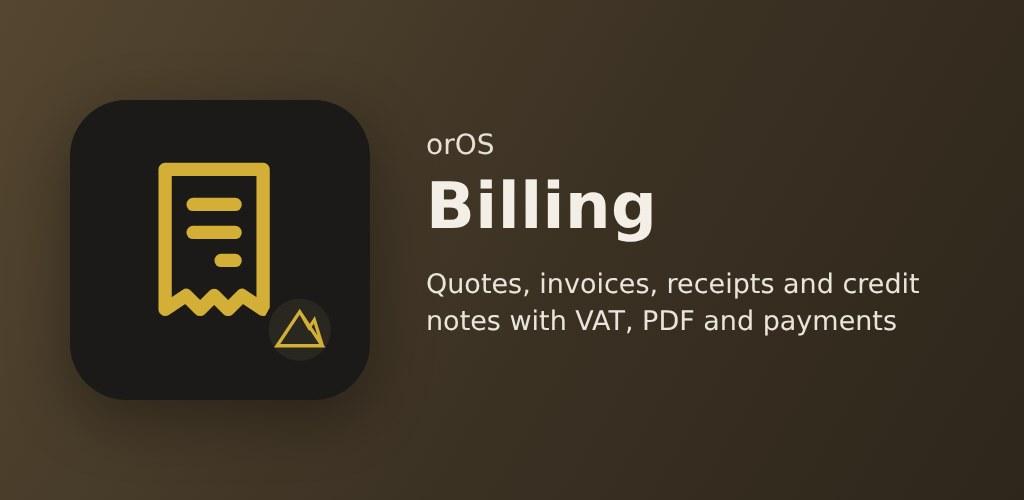 orOS
Billing
Quotes, invoices, receipts and credit
notes with VAT, PDF and payments